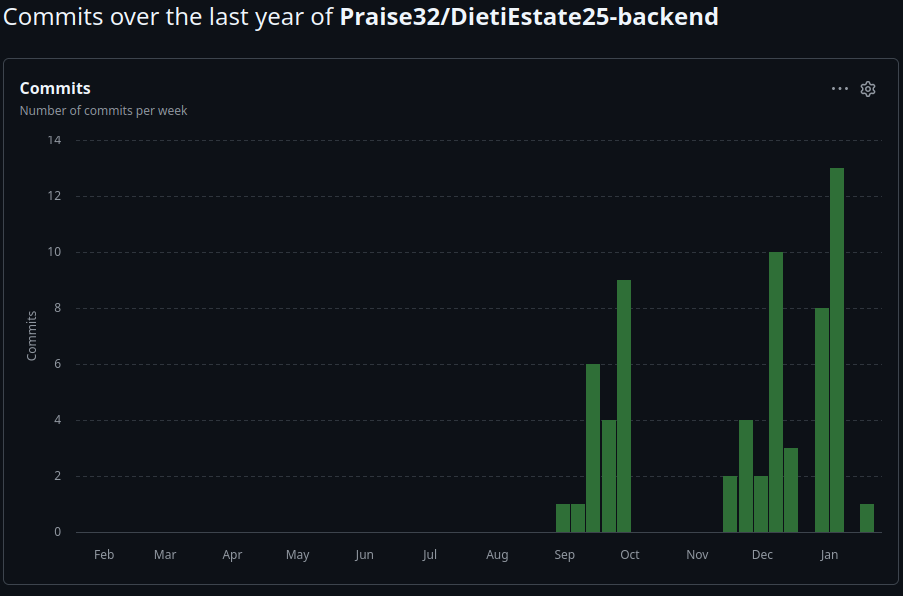 Commits over the last year of Praise32/DietiEstate25-backend
Commits
Number of commits per week
14
12
10
8
6
4
2
0
Commits
Feb Mar Apr May Jun Jul Aug Sep Oct Nov Dec Jan